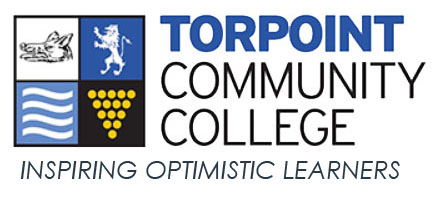 TORPOINT
COMMUNITY
COLLEGE
INSPIRING OPTIMISTIC LEARNERS